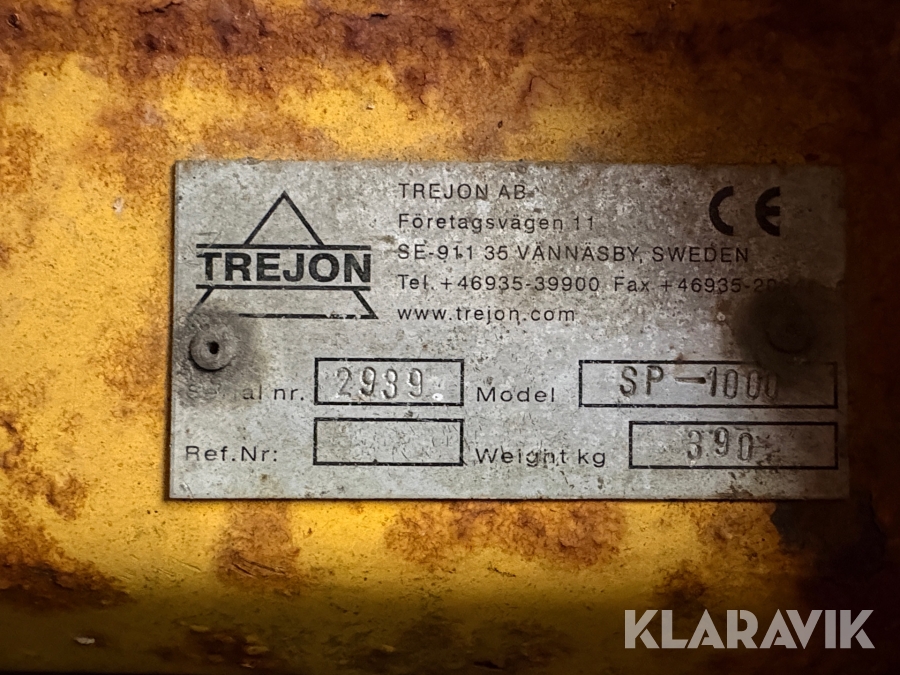 TREJON AB
Företagsvägen 11
SE-911 35 VÄNNÄSBY, SWEDEN
Tel. +46935-39900 Fax +46935-
www.trejon.com
TREJON
CE
Serial nr. 2939 Model SP-1000
Ref.Nr: Weight kg 390
KLARAVIK